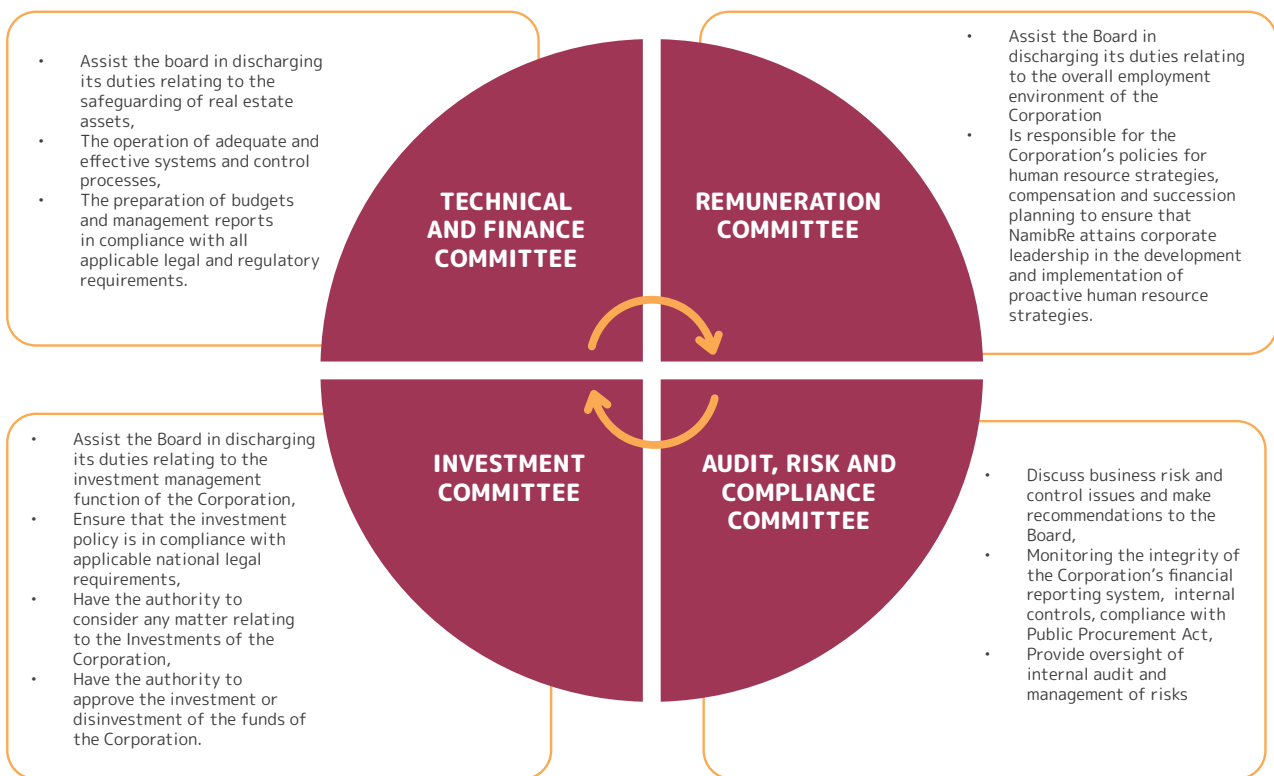 • Assist the board in discharging
its duties relating to the
safeguarding of real estate
assets,
• The operation of adequate and
effective systems and control
processes,
• The preparation of budgets
and management reports
in compliance with all
applicable legal and regulatory
requirements.
TECHNICAL
AND FINANCE
COMMITTEE
REMUNERATION
COMMITTEE
• Assist the Board in
discharging its duties relating
to the overall employment
environment of the
Corporation
• Is responsible for the
Corporation’s policies for
human resource strategies,
compensation and succession
planning to ensure that
NamibRe attains corporate
leadership in the development
and implementation of
proactive human resource
strategies.
• Assist the Board in discharging
its duties relating to the
investment management
function of the Corporation,
• Ensure that the investment
policy is in compliance with
applicable national legal
requirements,
• Have the authority to
consider any matter relating
to the Investments of the
Corporation,
• Have the authority to
approve the investment or
disinvestment of the funds of
the Corporation.
INVESTMENT
COMMITTEE
AUDIT, RISK AND
COMPLIANCE
COMMITTEE
• Discuss business risk and
control issues and make
recommendations to the
Board,
• Monitoring the integrity of
the Corporation’s financial
reporting system, internal
controls, compliance with
Public Procurement Act,
• Provide oversight of
internal audit and
management of risks